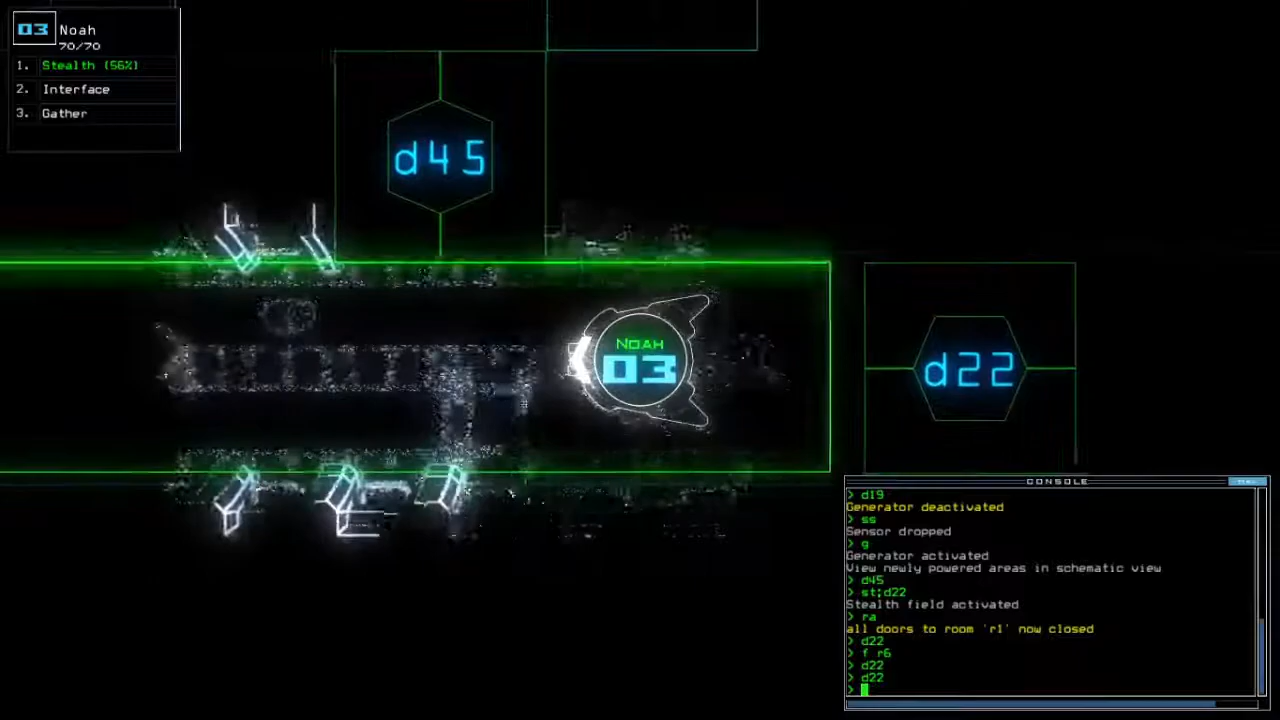 03 Noah
70/70
1. Stealth (56%)
2. Interface
3. Gather
d45
Noah
03
d22
CONSOLE
> d19
Generator deactivated
> ss
Sensor dropped
> g
Generator activated
View newly powered areas in schematic view
> d45
> st;d22
Stealth field activated
> ra
all doors to room 'r1' now closed
> d22
> f r6
> d22
> d22
>